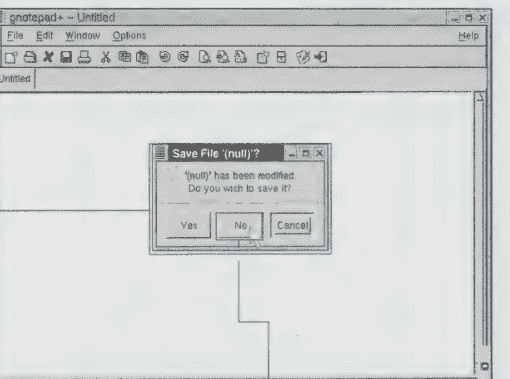 gnotepad+ - Untitled
File Edit Window Options Help
Untitled
Save File '(null)'?
'(null)' has been modified.
Do you wish to save it?
Yes No Cancel